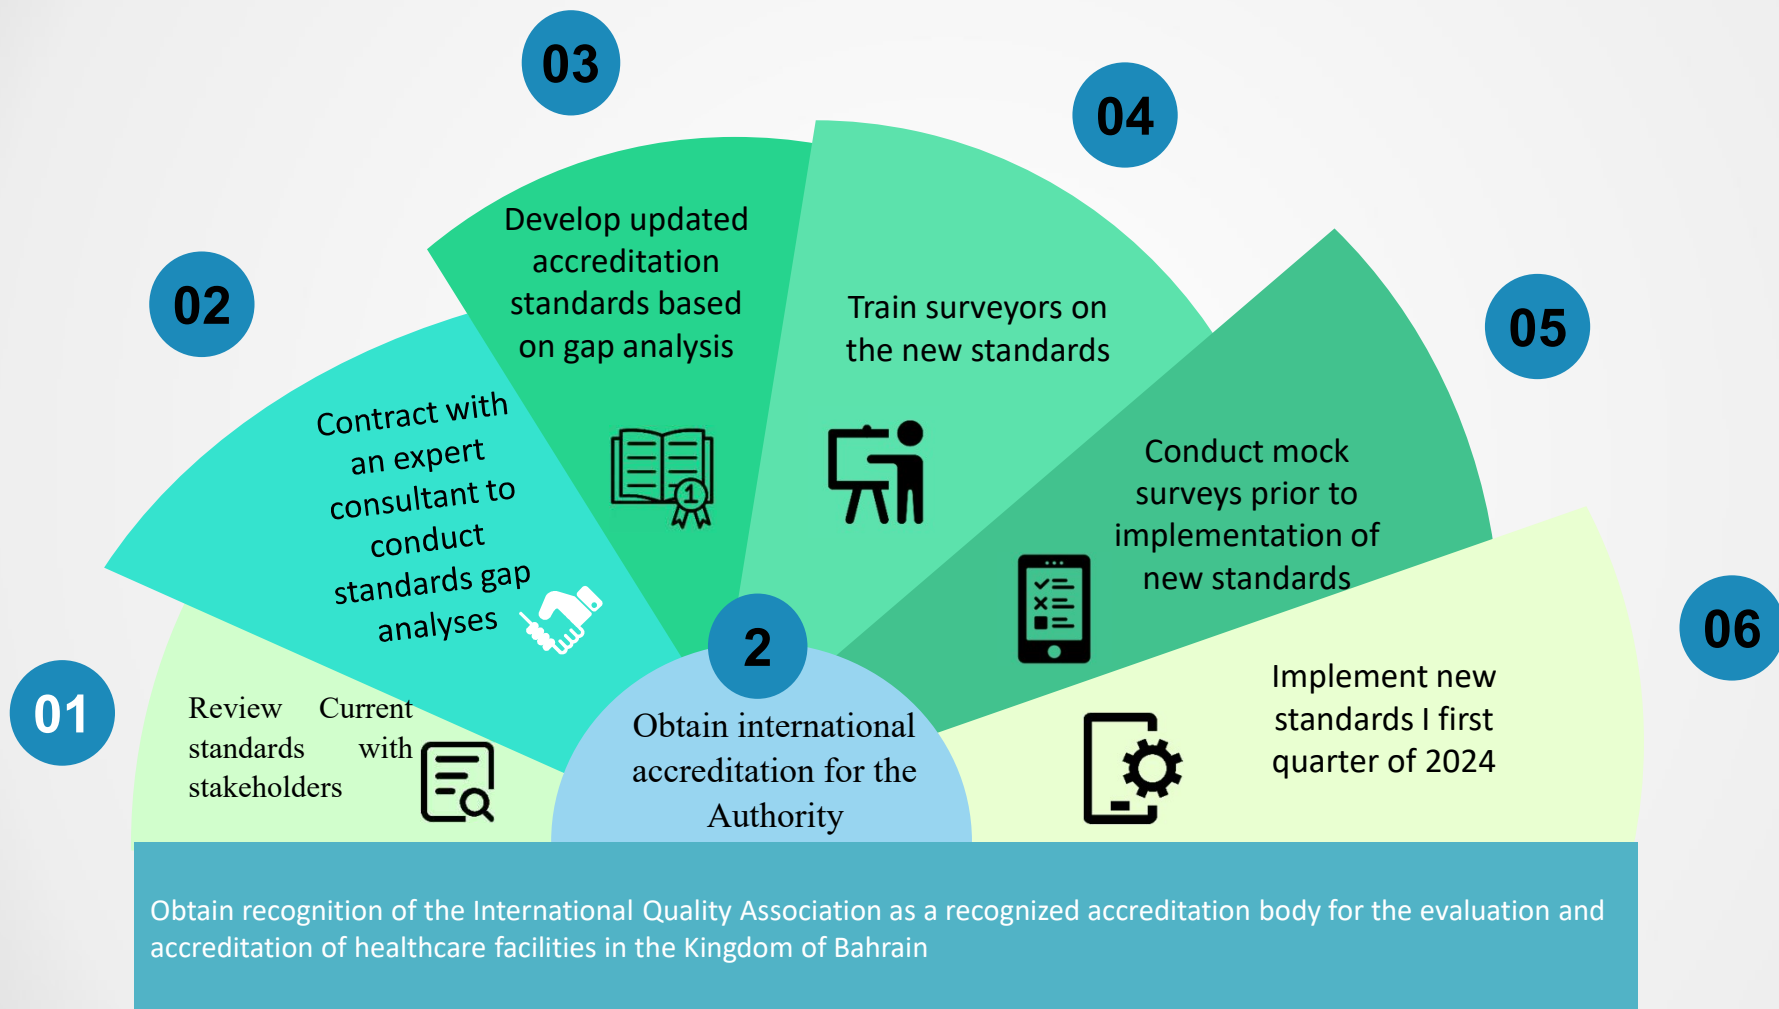 01
Review Current
standards with
stakeholders
02
Contract with
an expert
consultant to
conduct
standards gap
analyses
03
Develop updated
accreditation
standards based
on gap analysis
1
04
Train surveyors on
the new standards
05
Conduct mock
surveys prior to
implementation of
new standards
06
Implement new
standards I first
quarter of 2024
2
Obtain international
accreditation for the
Authority
Obtain recognition of the International Quality Association as a recognized accreditation body for the evaluation and
accreditation of healthcare facilities in the Kingdom of Bahrain